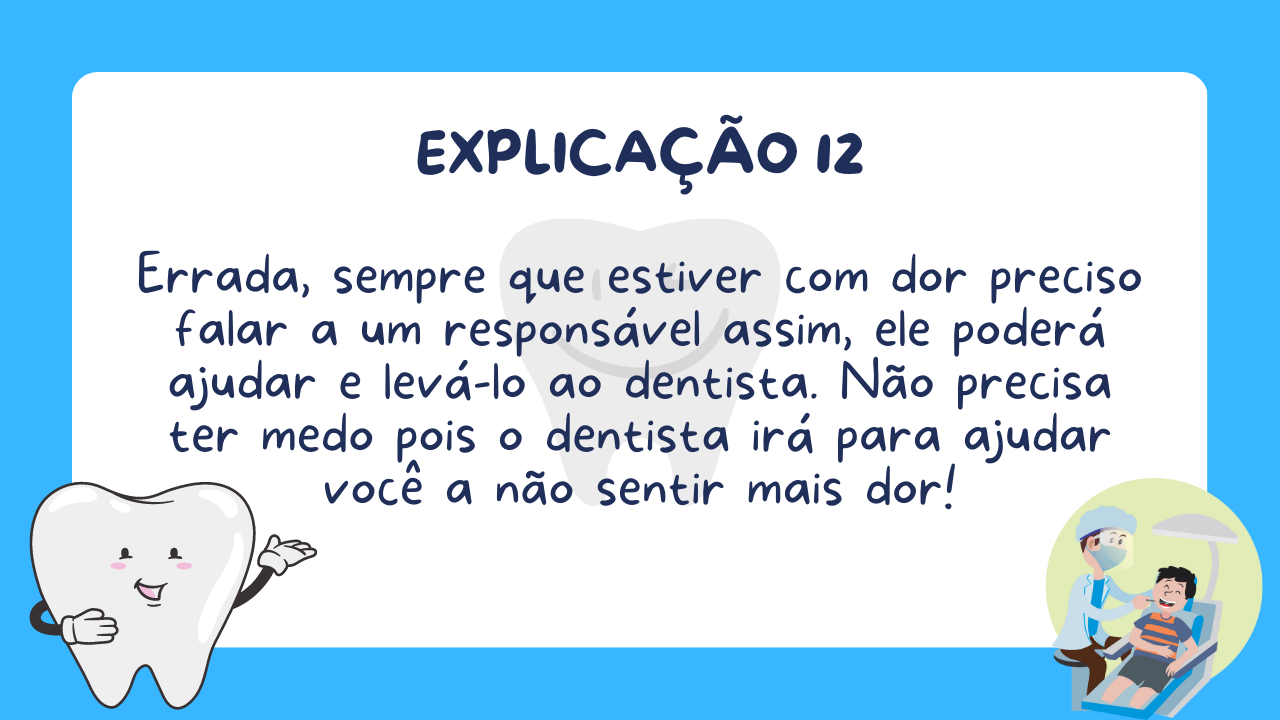 EXPLICAÇÃO 12
Errada, sempre que estiver com dor preciso
falar a um responsável assim, ele poderá
ajudar e levá-lo ao dentista. Não precisa
ter medo pois o dentista irá para ajudar
você a não sentir mais dor!